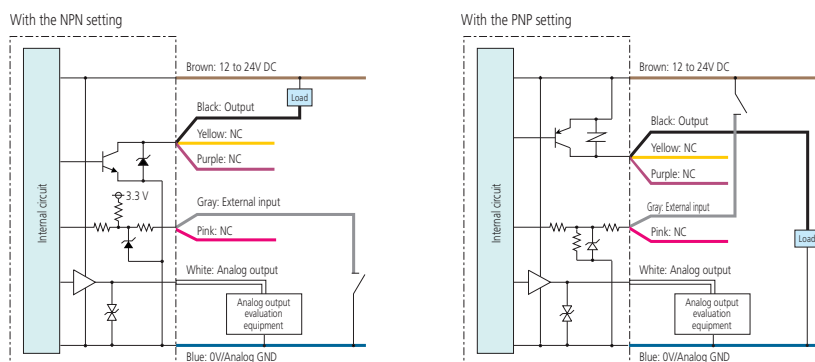 With the NPN setting
Internal circuit
Brown: 12 to 24V DC
Load
Black: Output
Yellow: NC
Purple: NC
3.3 V
Gray: External input
Pink: NC
White: Analog output
Analog output
evaluation
equipment
Blue: 0V/Analog GND
With the PNP setting
Internal circuit
Brown: 12 to 24V DC
Black: Output
Yellow: NC
Purple: NC
Gray: External input
Pink: NC
Load
White: Analog output
Analog output
evaluation
equipment
Blue: 0V/Analog GND